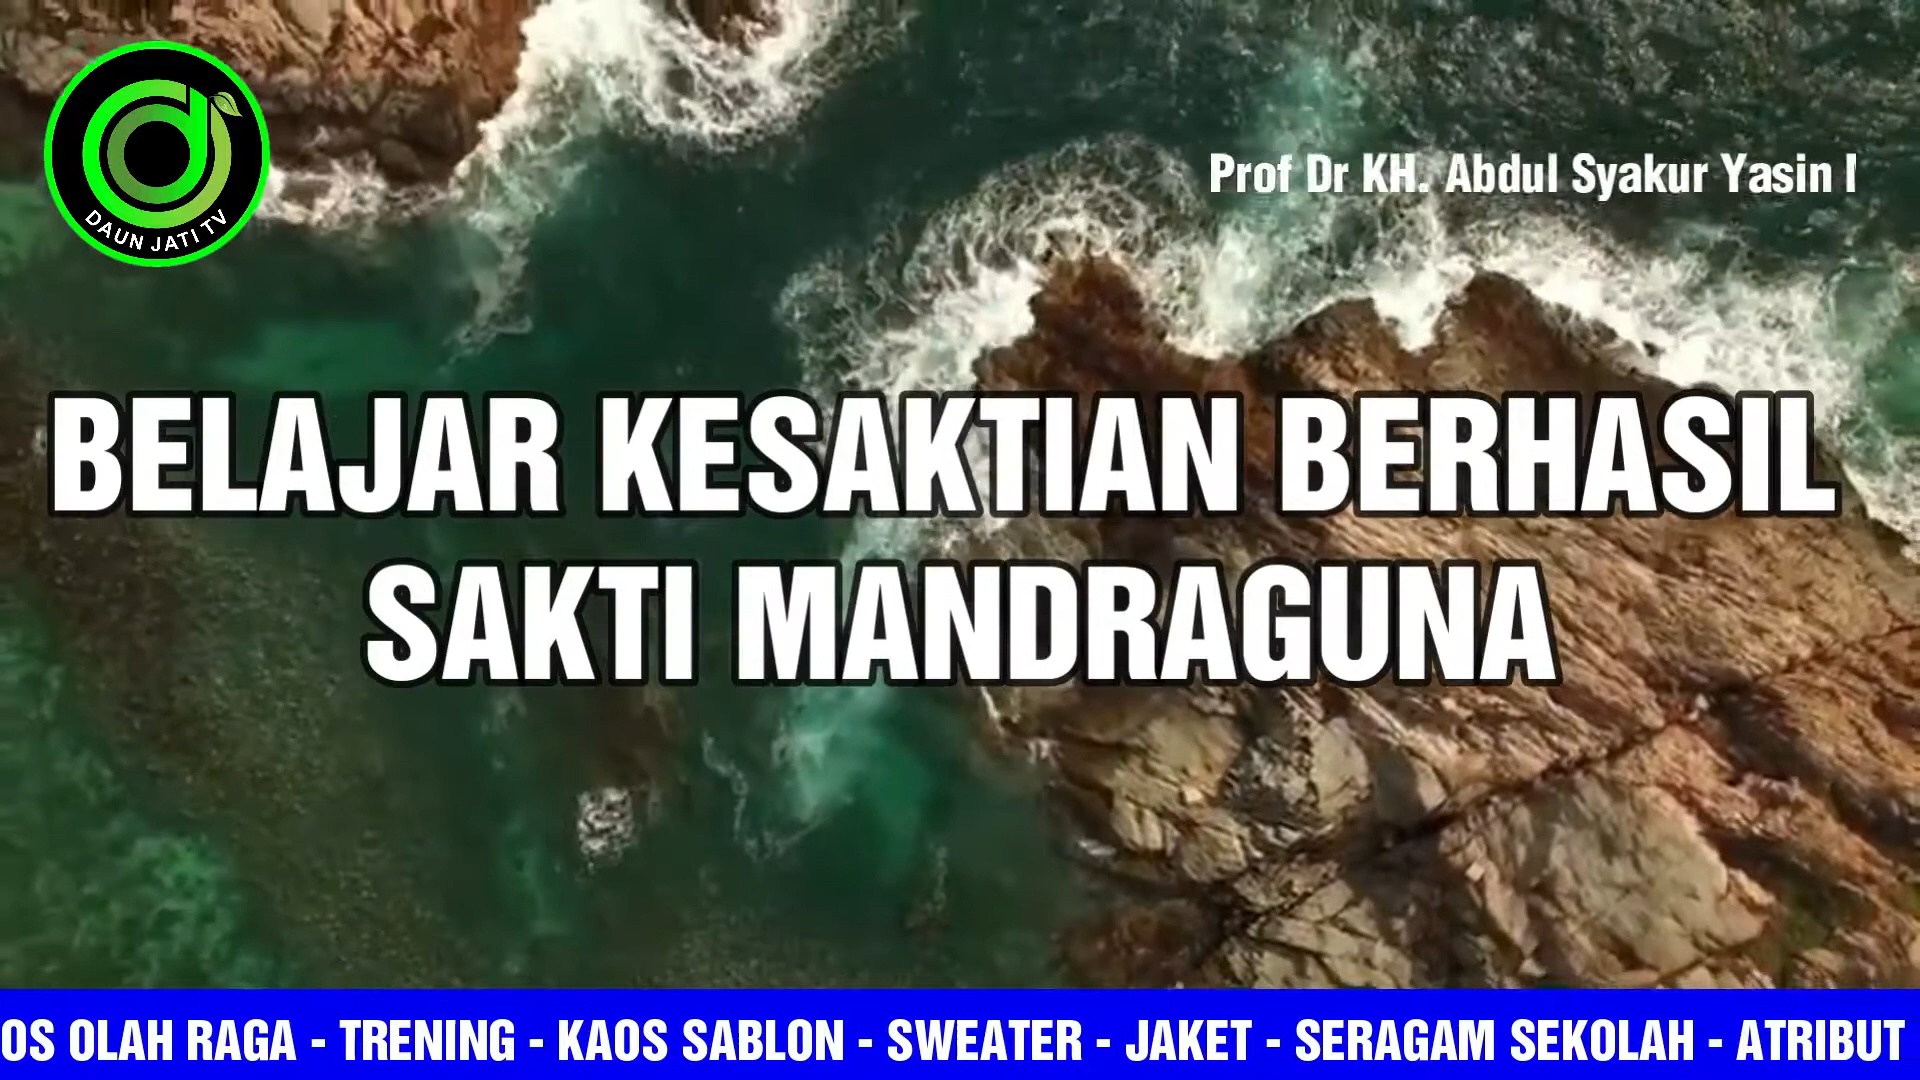 DAUN JATI TV
Prof Dr KH. Abdul Syakur Yasin
BELAJAR KESAKTIAN BERHASIL
SAKTI MANDRAGUNA
OS OLAH RAGA - TRENING - KAOS SABLON - SWEATER - JAKET - SERAGAM SEKOLAH - ATRIBUT